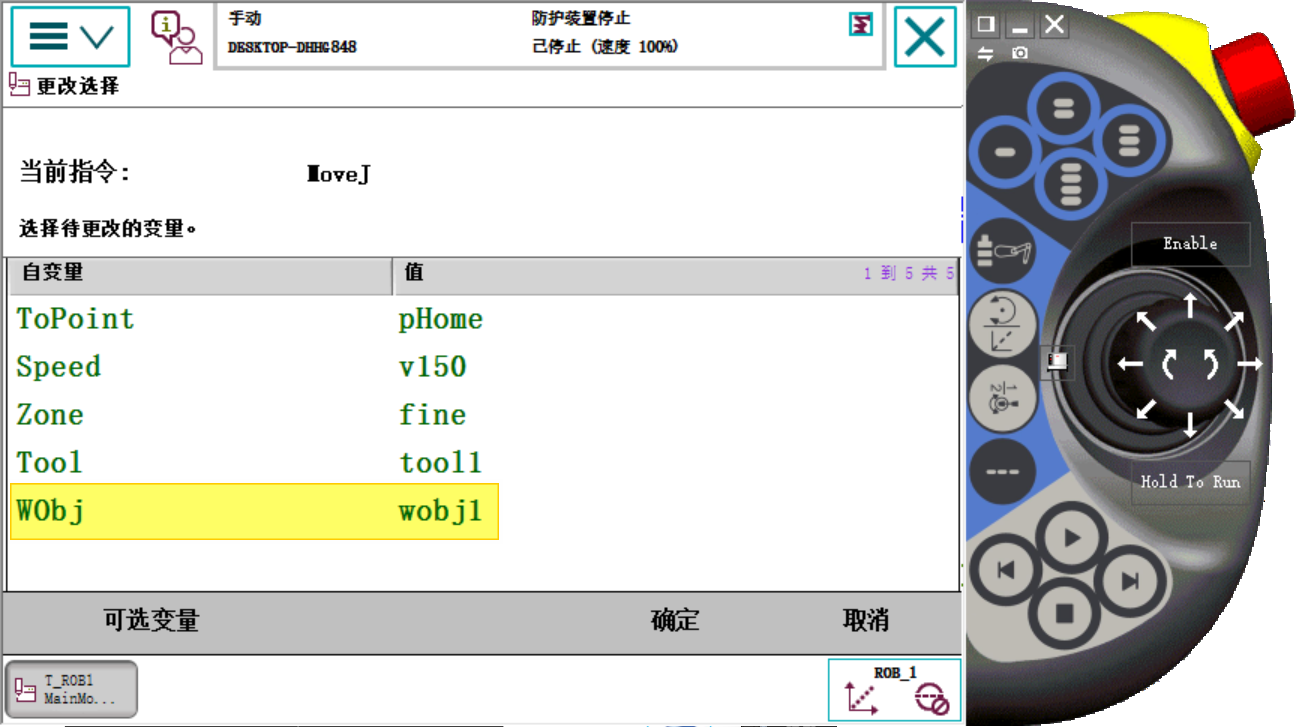 手动
防护装置停止
DESKTOP-DHHG848
已停止 (速度 100%)
更改选择
当前指令:
MoveJ
选择待更改的变量。
自变量
值
1 到 5 共 5
ToPoint
pHome
Speed
v150
Zone
fine
Tool
tool1
WObj
wobj1
可选变量
确定
取消
T_ROB1
MainMo...
ROB_1
Enable
Hold To Run